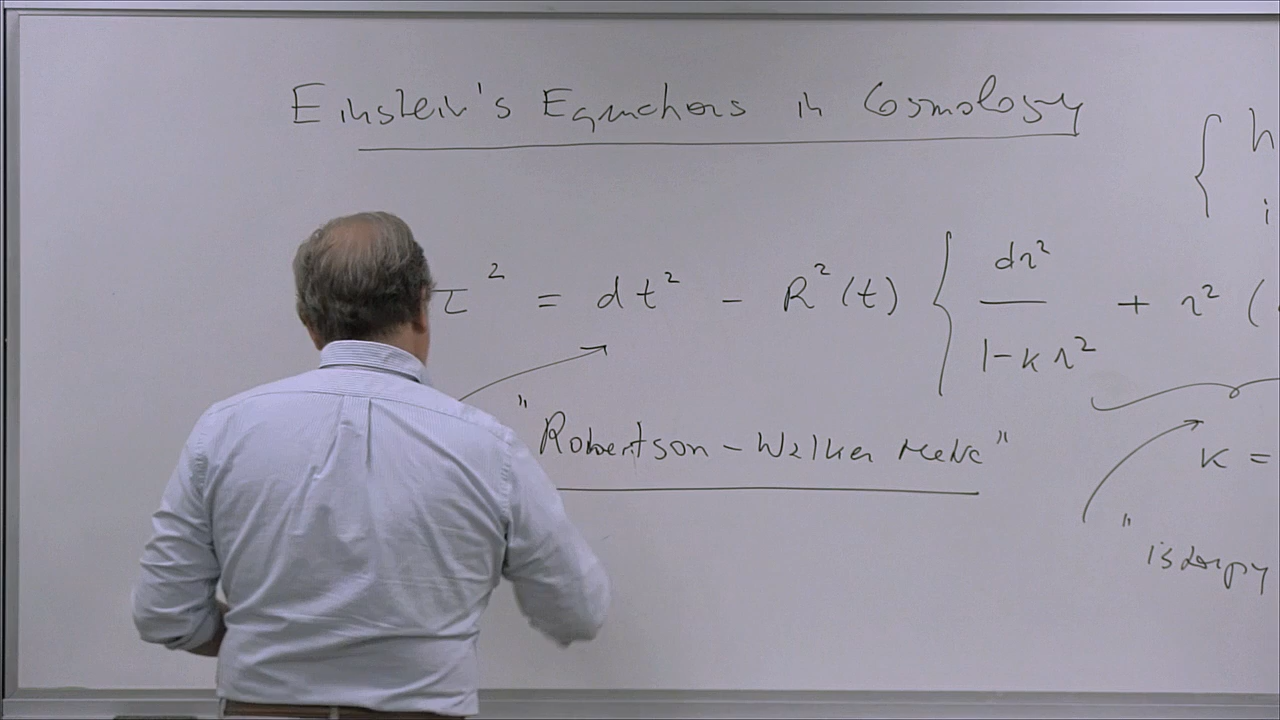 Einstein's Equations in Cosmology
{ h
i
τ² = dt² - R²(t) { dr² / 1-kr² + r² (
"Robertson-Walker Metric"
k =
"isotropy